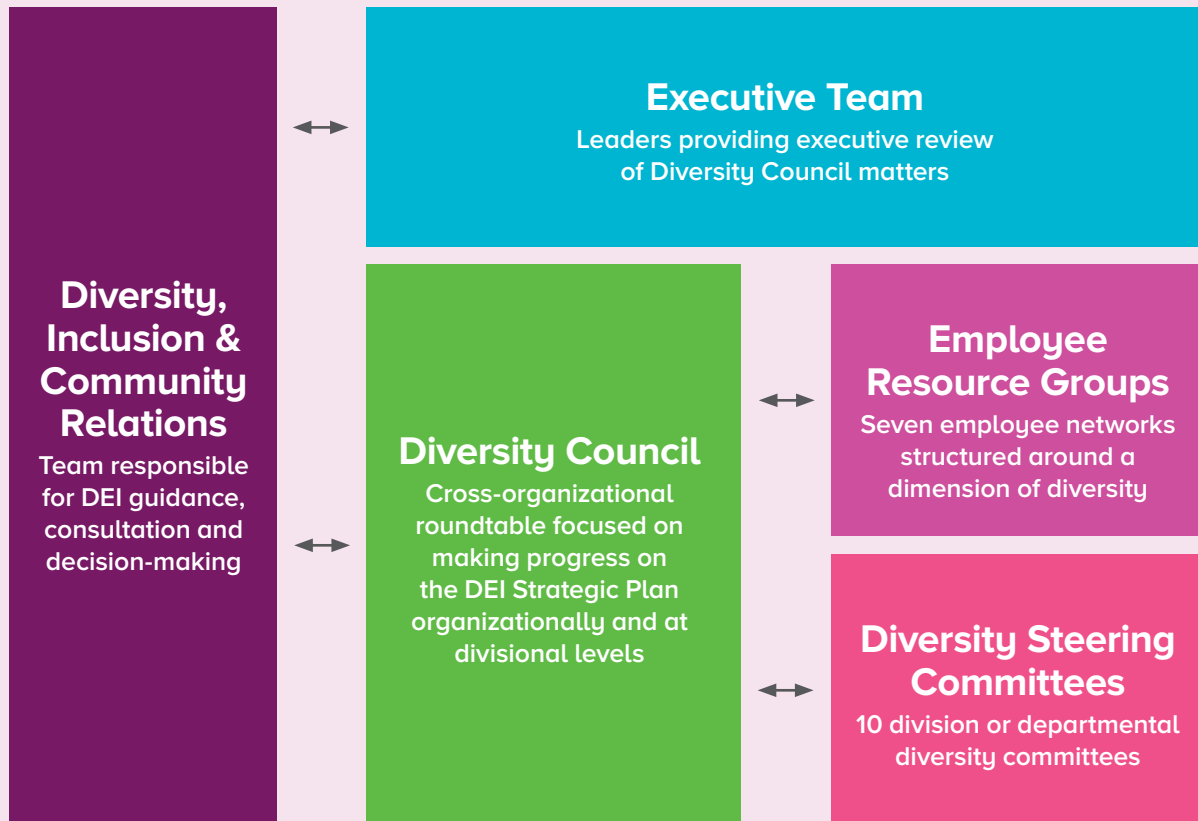 Diversity,
Inclusion &
Community
Relations
Team responsible
for DEI guidance,
consultation and
decision-making
Executive Team
Leaders providing executive review
of Diversity Council matters
Diversity Council
Cross-organizational
roundtable focused on
making progress on
the DEI Strategic Plan
organizationally and at
divisional levels
Employee
Resource Groups
Seven employee networks
structured around a
dimension of diversity
Diversity Steering
Committees
10 division or departmental
diversity committees